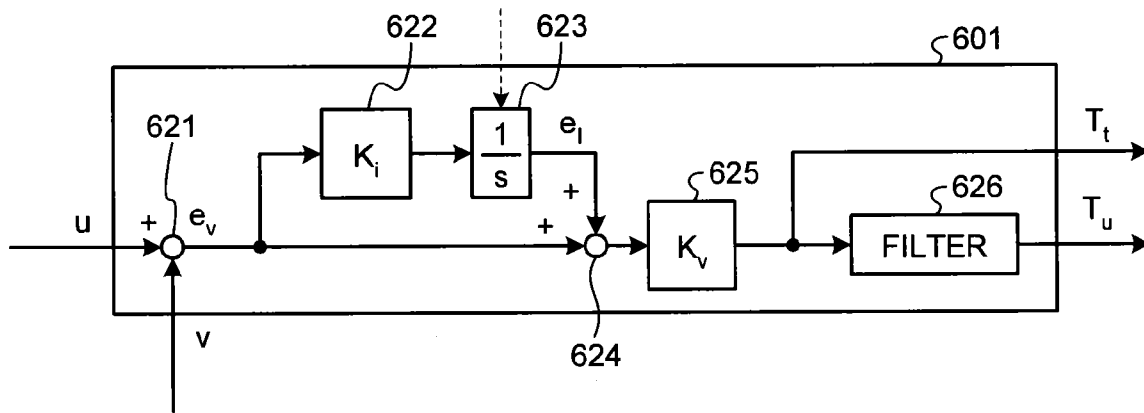 622
623
601
621
K_i
1
s
e_I
T_t
+
625
626
u
+
e_v
+
K_v
FILTER
T_u
v
624